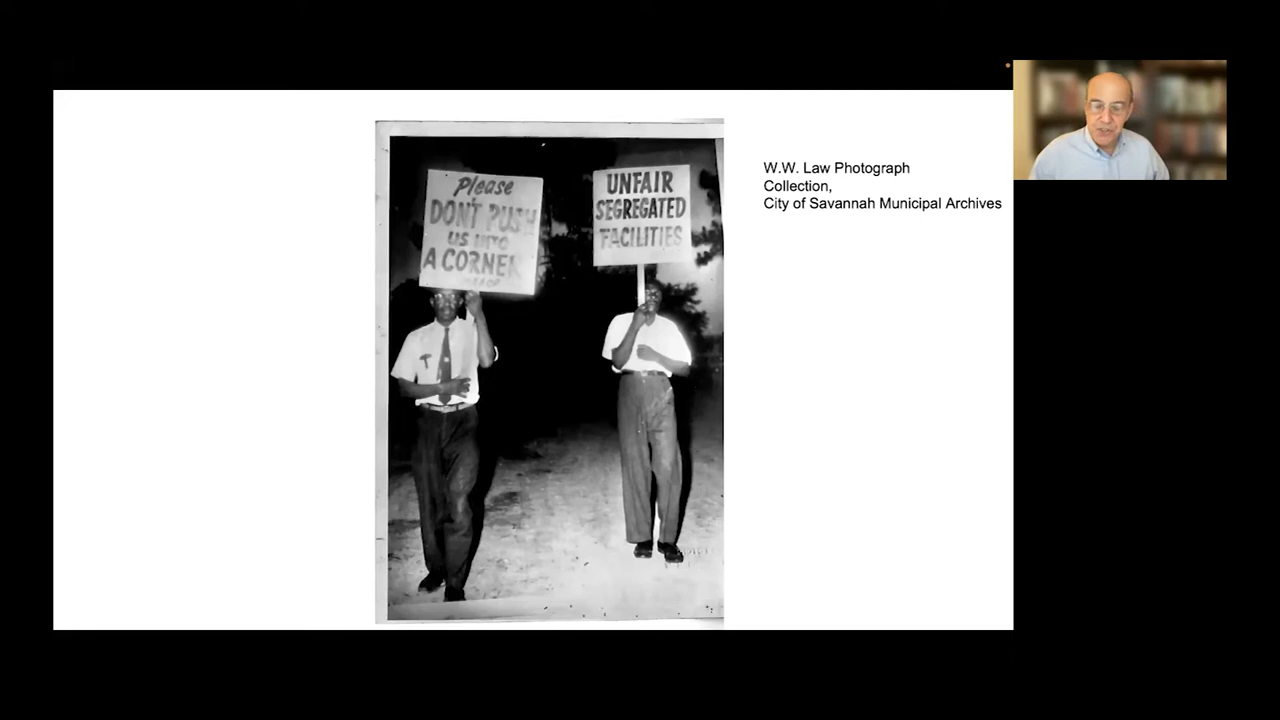 Please
DON'T PUSH
US INTO
A CORNER
UNFAIR
SEGREGATED
FACILITIES
W.W. Law Photograph
Collection,
City of Savannah Municipal Archives